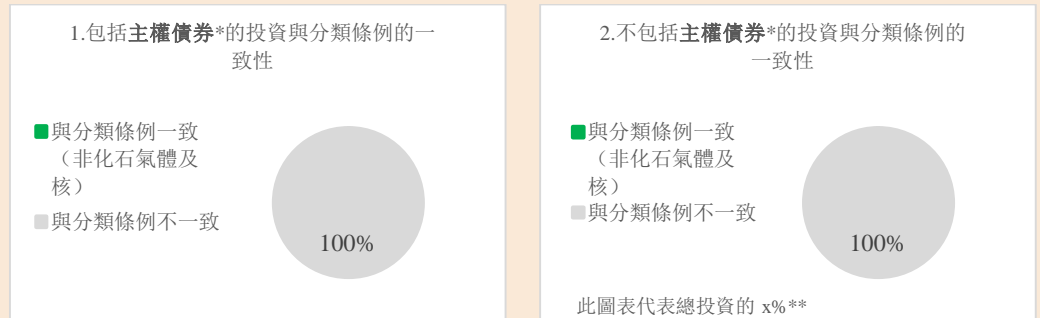 1.包括主權債券*的投資與分類條例的一
致性
與分類條例一致
（非化石氣體及
核）
與分類條例不一致
100%
2.不包括主權債券*的投資與分類條例的
一致性
與分類條例一致
（非化石氣體及
核）
與分類條例不一致
100%
此圖表代表總投資的 x%**